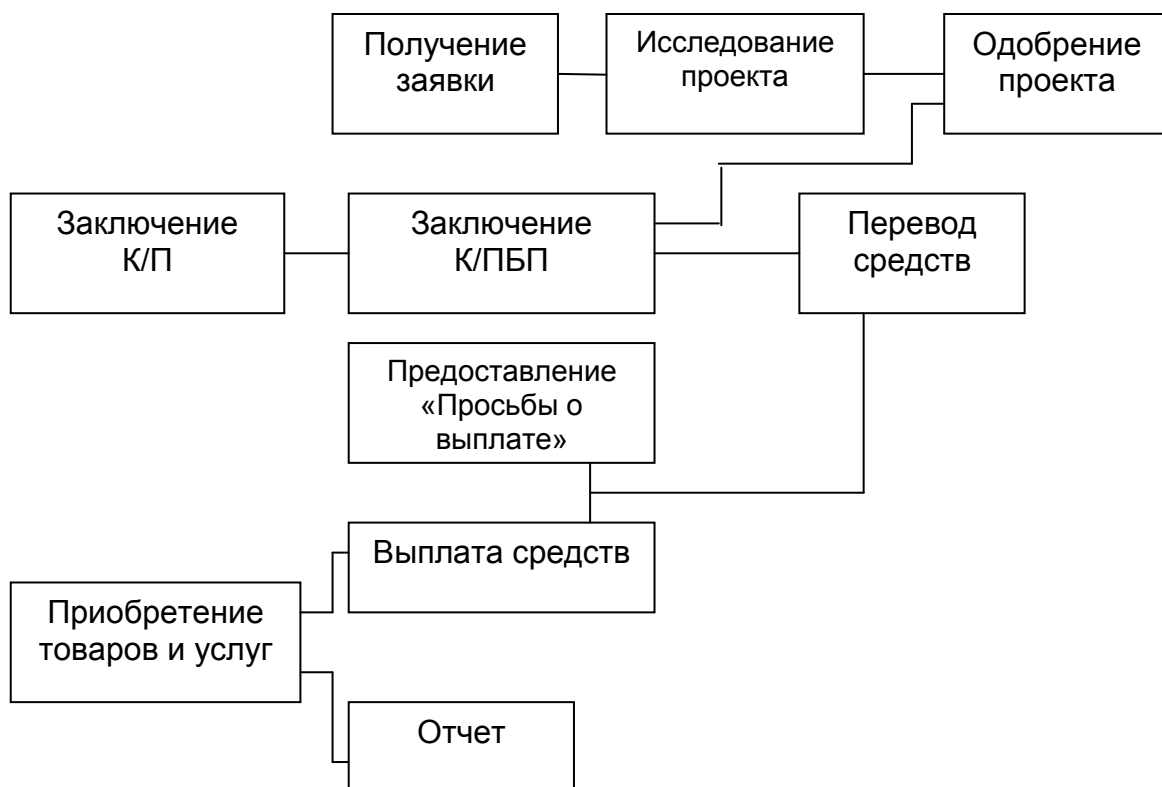 Получение
заявки
Исследование
проекта
Одобрение
проекта
Заключение
К/П
Заключение
К/ПБП
Перевод
средств
Предоставление
«Просьбы о
выплате»
Выплата средств
Приобретение
товаров и услуг
Отчет